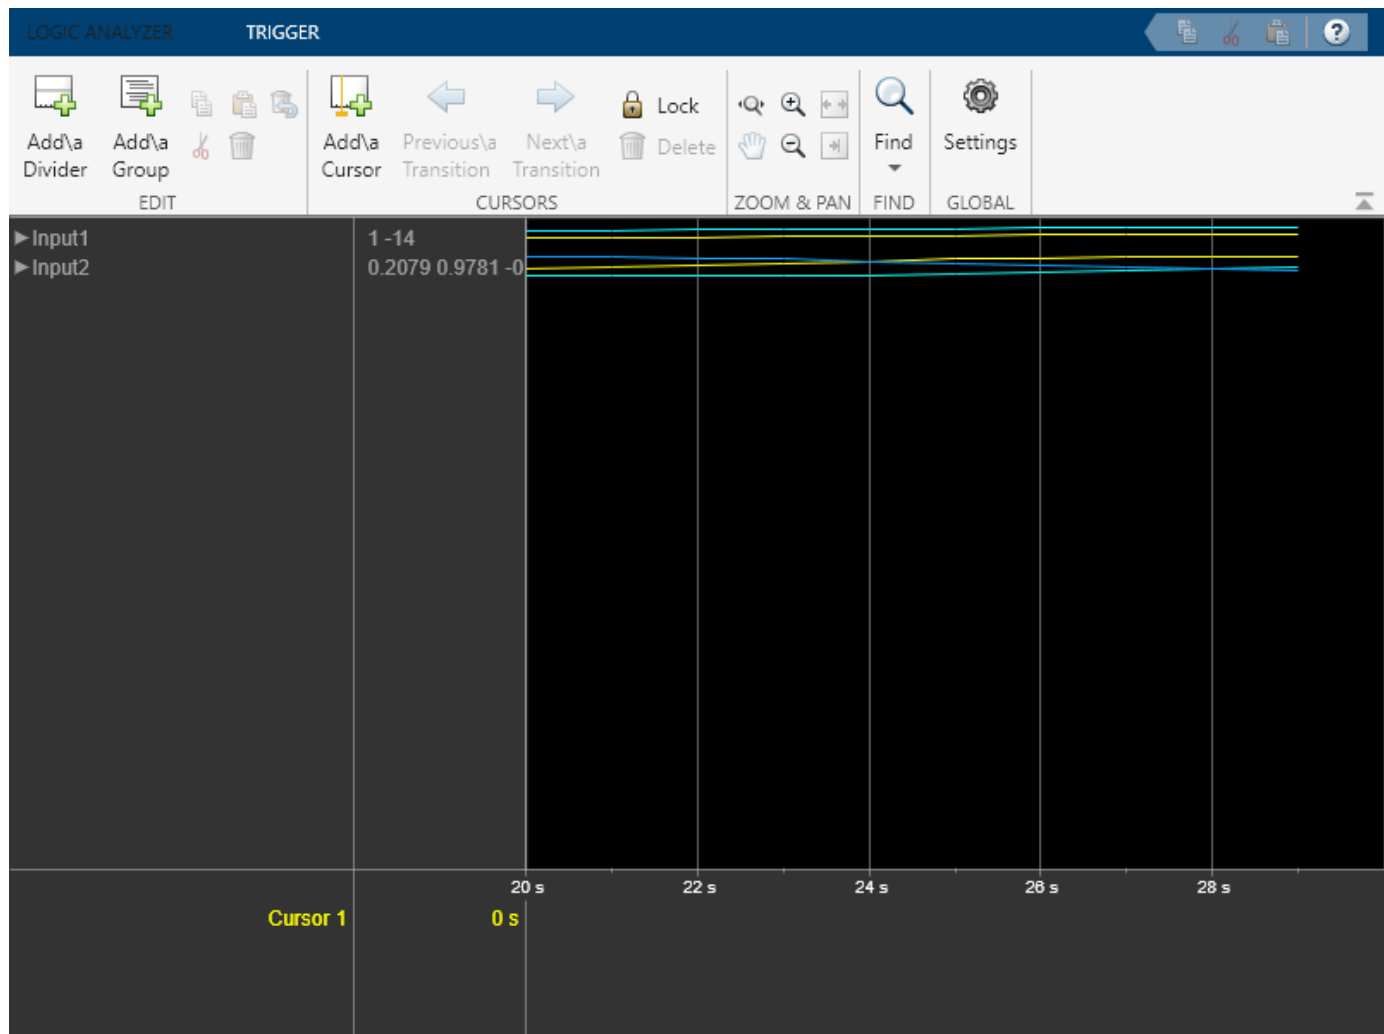 LOGIC ANALYZER TRIGGER
?
Add\a Divider
Add\a Group
EDIT
Add\a Cursor
Previous\a Transition
Next\a Transition
Lock
Delete
CURSORS
ZOOM & PAN
Find
FIND
Settings
GLOBAL
Input1 1 -14
Input2 0.2079 0.9781 -0
20 s 22 s 24 s 26 s 28 s
Cursor 1 0 s